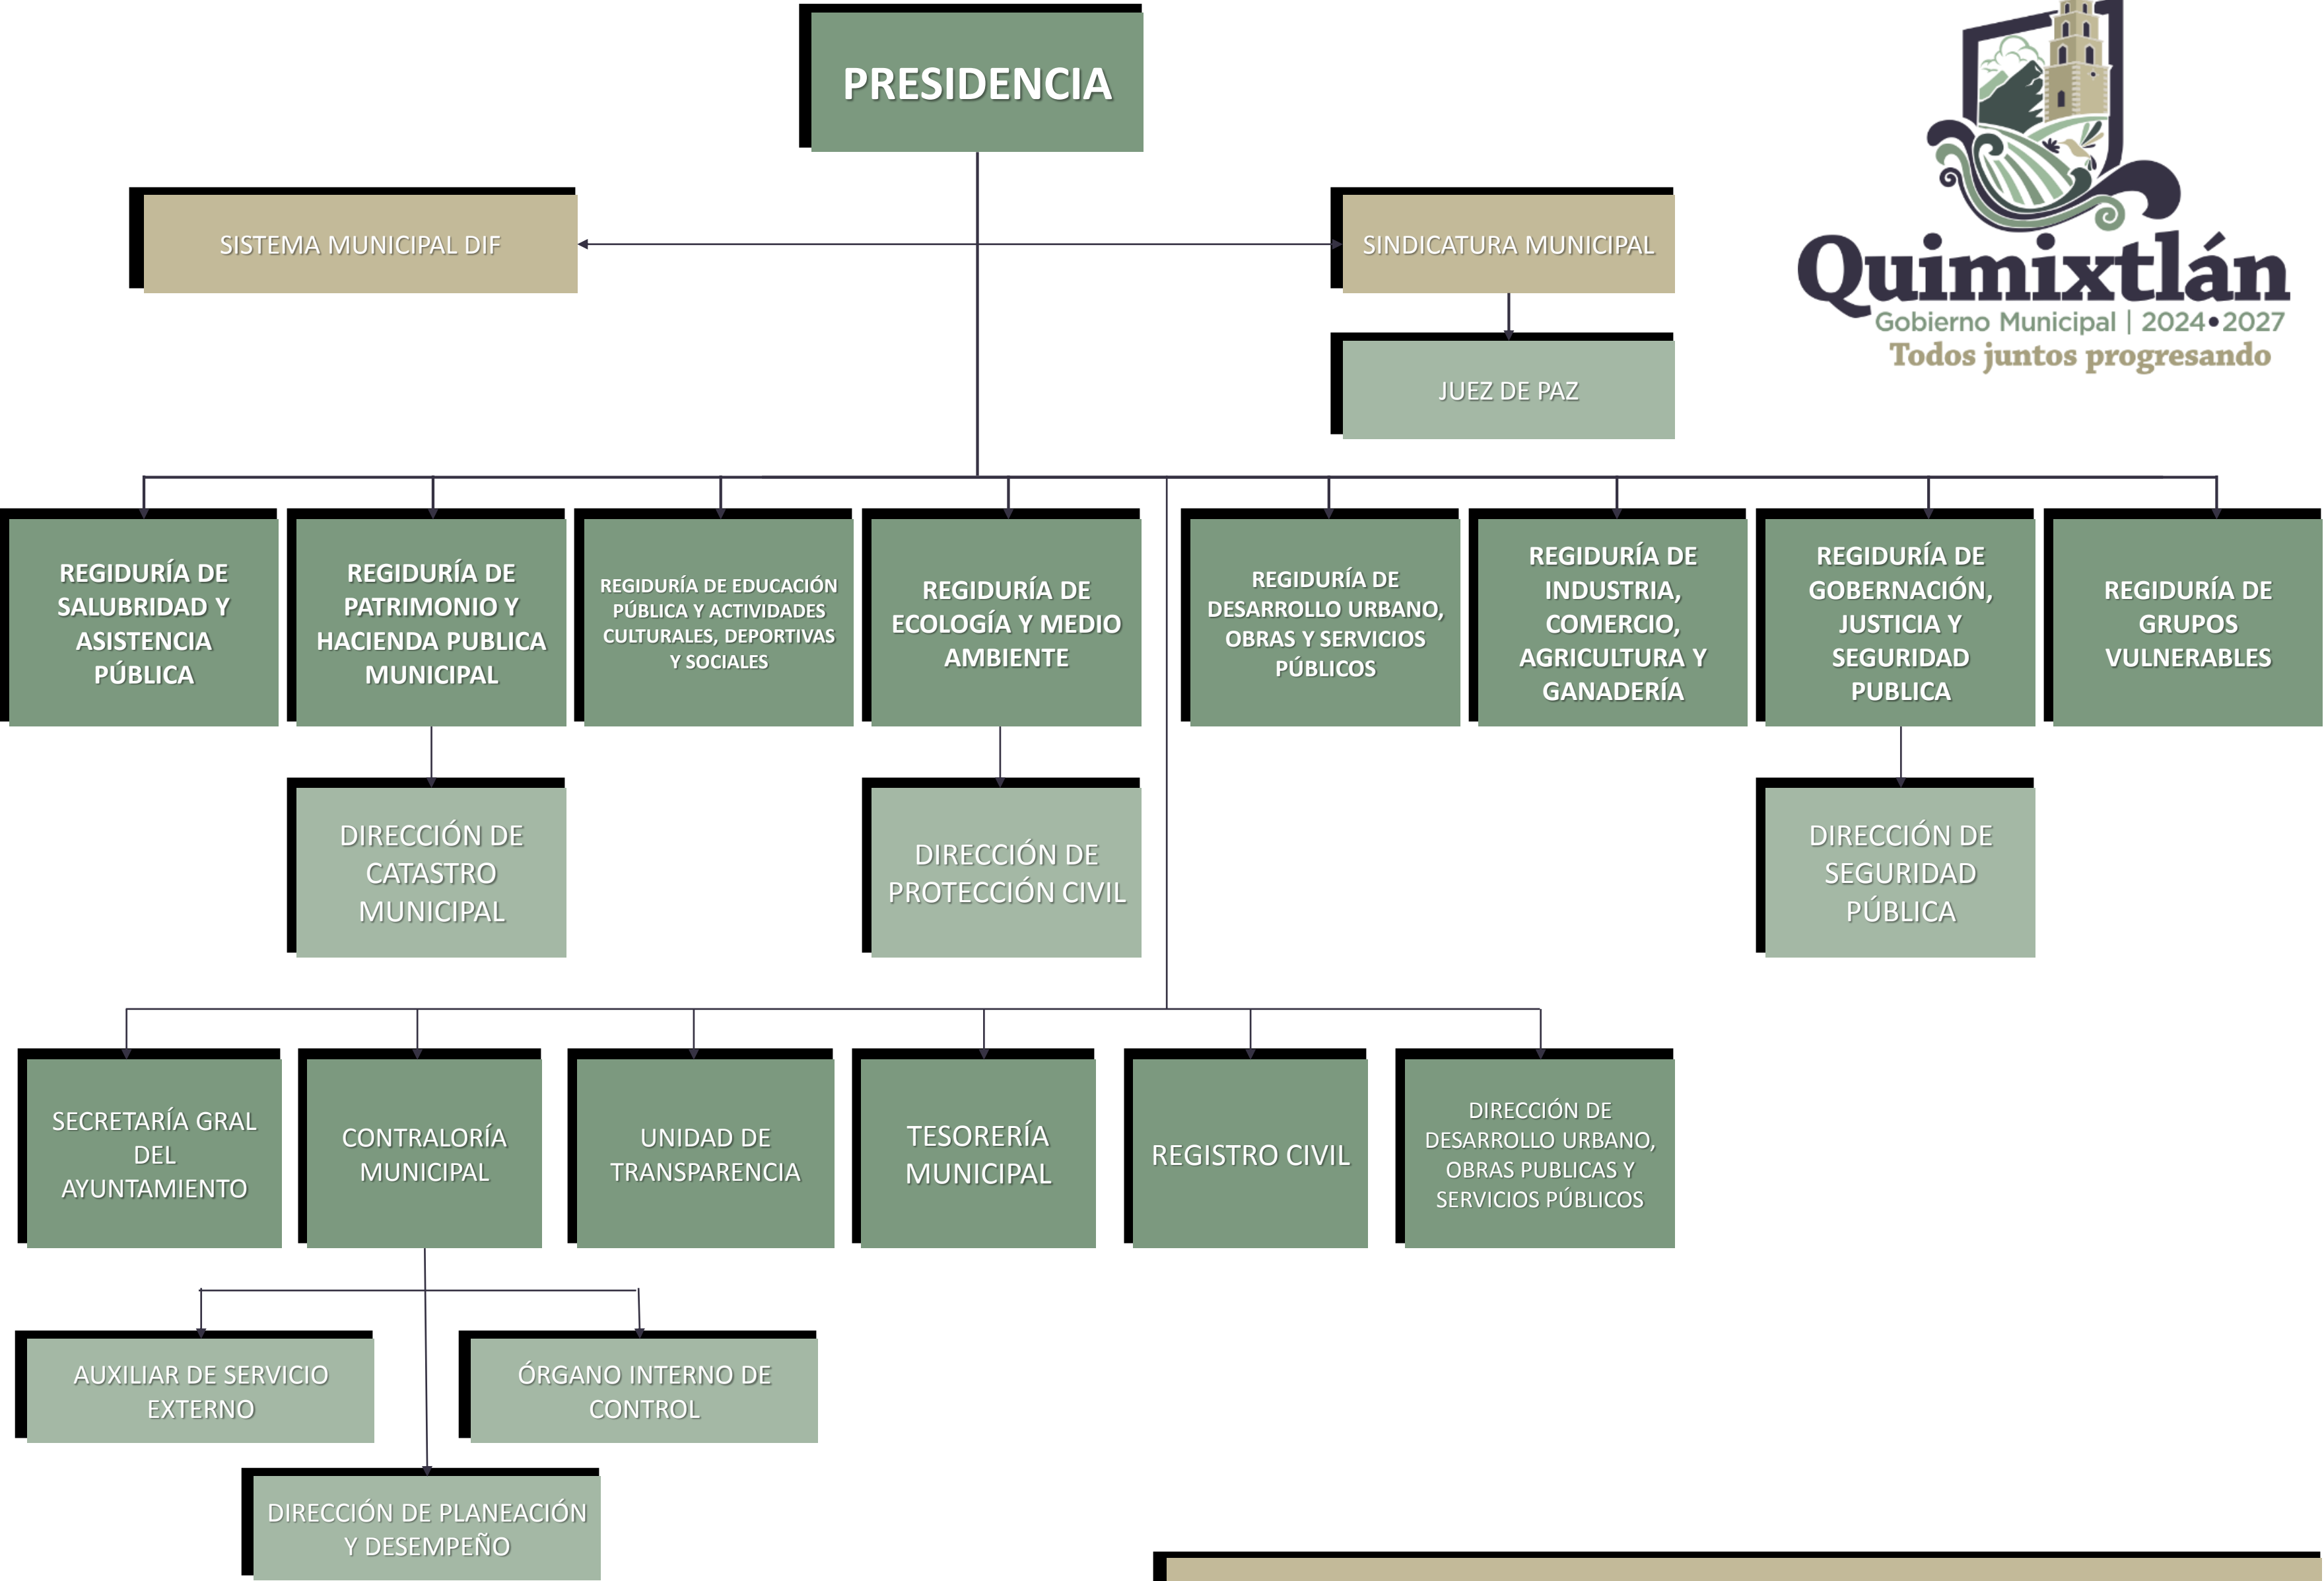 PRESIDENCIA
SISTEMA MUNICIPAL DIF
SINDICATURA MUNICIPAL
Quimixtlán
Gobierno Municipal | 2024•2027
Todos juntos progresando
JUEZ DE PAZ
REGIDURÍA DE
SALUBRIDAD Y
ASISTENCIA
PÚBLICA
REGIDURÍA DE
PATRIMONIO Y
HACIENDA PUBLICA
MUNICIPAL
REGIDURÍA DE EDUCACIÓN
PÚBLICA Y ACTIVIDADES
CULTURALES, DEPORTIVAS
Y SOCIALES
REGIDURÍA DE
ECOLOGÍA Y MEDIO
AMBIENTE
REGIDURÍA DE
DESARROLLO URBANO,
OBRAS Y SERVICIOS
PÚBLICOS
REGIDURÍA DE
INDUSTRIA,
COMERCIO,
AGRICULTURA Y
GANADERÍA
REGIDURÍA DE
GOBERNACIÓN,
JUSTICIA Y
SEGURIDAD
PUBLICA
REGIDURÍA DE
GRUPOS
VULNERABLES
DIRECCIÓN DE
CATASTRO
MUNICIPAL
DIRECCIÓN DE
PROTECCIÓN CIVIL
DIRECCIÓN DE
SEGURIDAD
PÚBLICA
SECRETARÍA GRAL
DEL
AYUNTAMIENTO
CONTRALORÍA
MUNICIPAL
UNIDAD DE
TRANSPARENCIA
TESORERÍA
MUNICIPAL
REGISTRO CIVIL
DIRECCIÓN DE
DESARROLLO URBANO,
OBRAS PUBLICAS Y
SERVICIOS PÚBLICOS
AUXILIAR DE SERVICIO
EXTERNO
ÓRGANO INTERNO DE
CONTROL
DIRECCIÓN DE PLANEACIÓN
Y DESEMPEÑO